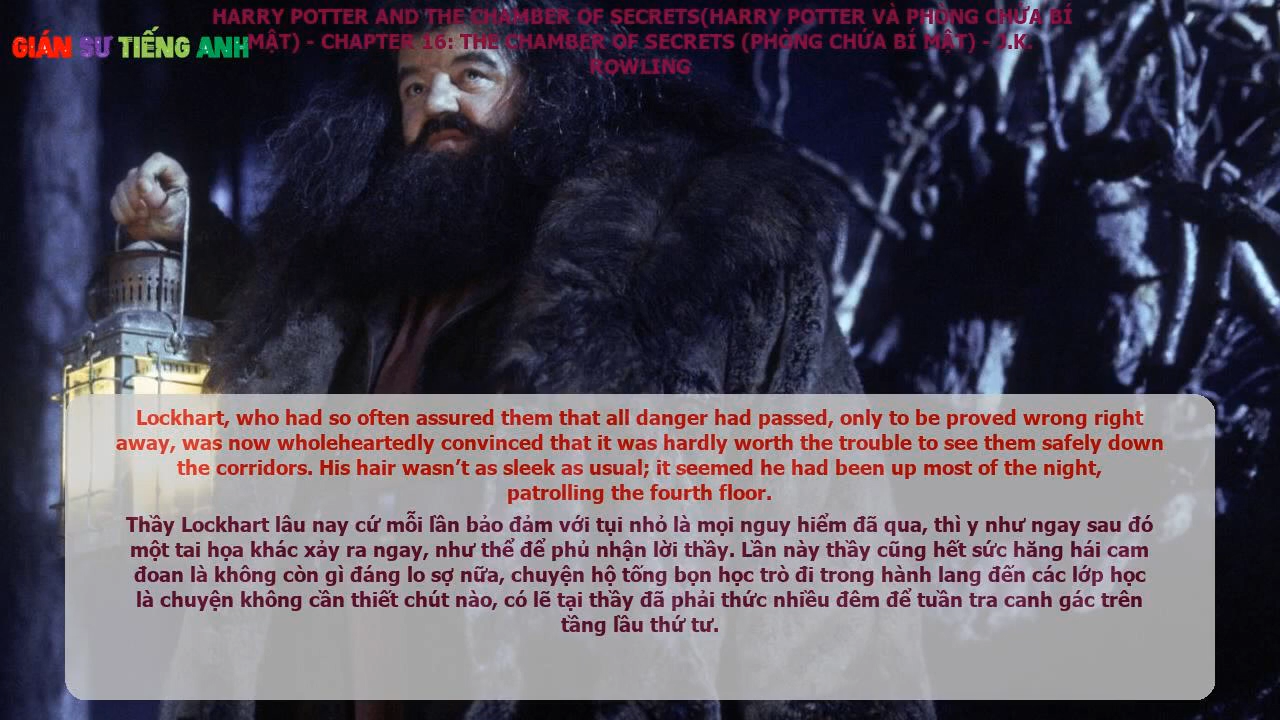 HARRY POTTER AND THE CHAMBER OF SECRETS(HARRY POTTER VÀ PHÒNG CHỨA BÍ
MẬT) - CHAPTER 16: THE CHAMBER OF SECRETS (PHÒNG CHỨA BÍ MẬT) - J.K.
ROWLING
GIÁN SƯ TIẾNG ANH
Lockhart, who had so often assured them that all danger had passed, only to be proved wrong right
away, was now wholeheartedly convinced that it was hardly worth the trouble to see them safely down
the corridors. His hair wasn’t as sleek as usual; it seemed he had been up most of the night,
patrolling the fourth floor.
Thầy Lockhart lâu nay cứ mỗi lần bảo đảm với tụi nhỏ là mọi nguy hiểm đã qua, thì y như ngay sau đó
một tai họa khác xảy ra ngay, như thể để phủ nhận lời thầy. Lần này thầy cũng hết sức hăng hái cam
đoan là không còn gì đáng lo sợ nữa, chuyện hộ tống bọn học trò đi trong hành lang đến các lớp học
là chuyện không cần thiết chút nào, có lẽ tại thầy đã phải thức nhiều đêm để tuần tra canh gác trên
tầng lầu thứ tư.